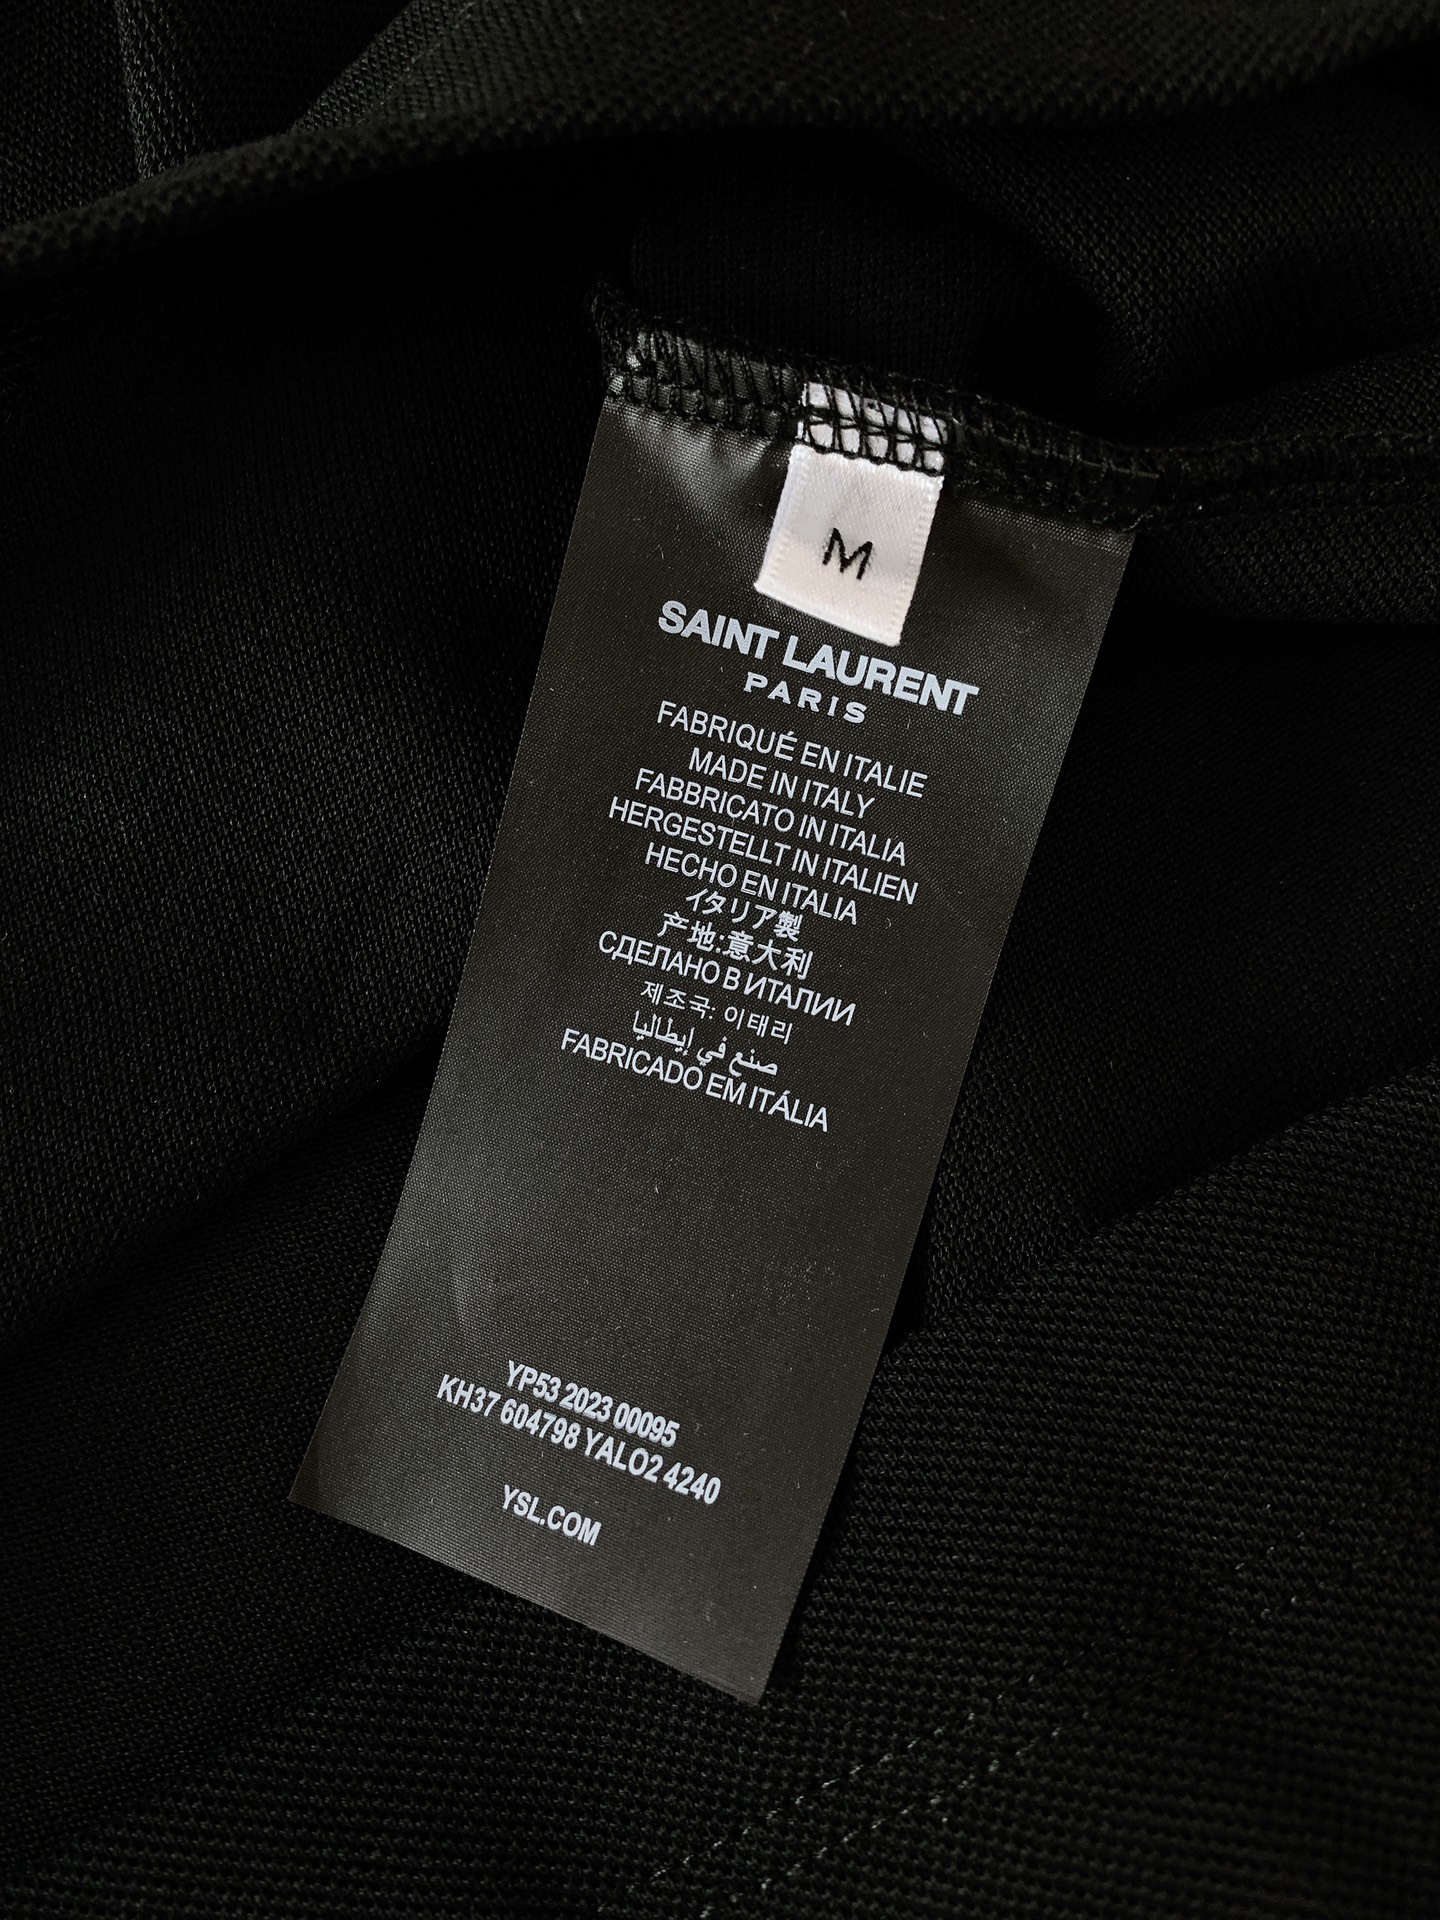 M
SAINT LAURENT
PARIS
FABRIQUÉ EN ITALIE
MADE IN ITALY
FABBRICATO IN ITALIA
HERGESTELLT IN ITALIEN
HECHO EN ITALIA
イタリア製
产地:意大利
СДЕЛАНО В ИТАЛИИ
제조국: 이태리
صنع في إيطاليا
FABRICADO EM ITÁLIA
YP53 2023 00095
KH37 604798 YALO2 4240
YSL.COM